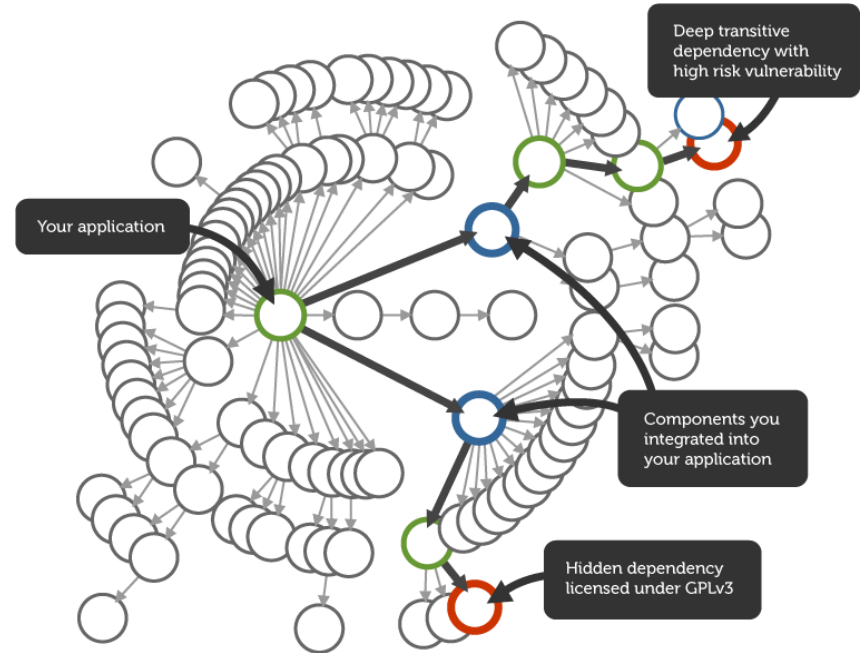 Deep transitive
dependency with
high risk vulnerability
Your application
Components you
integrated into
your application
Hidden dependency
licensed under GPLv3